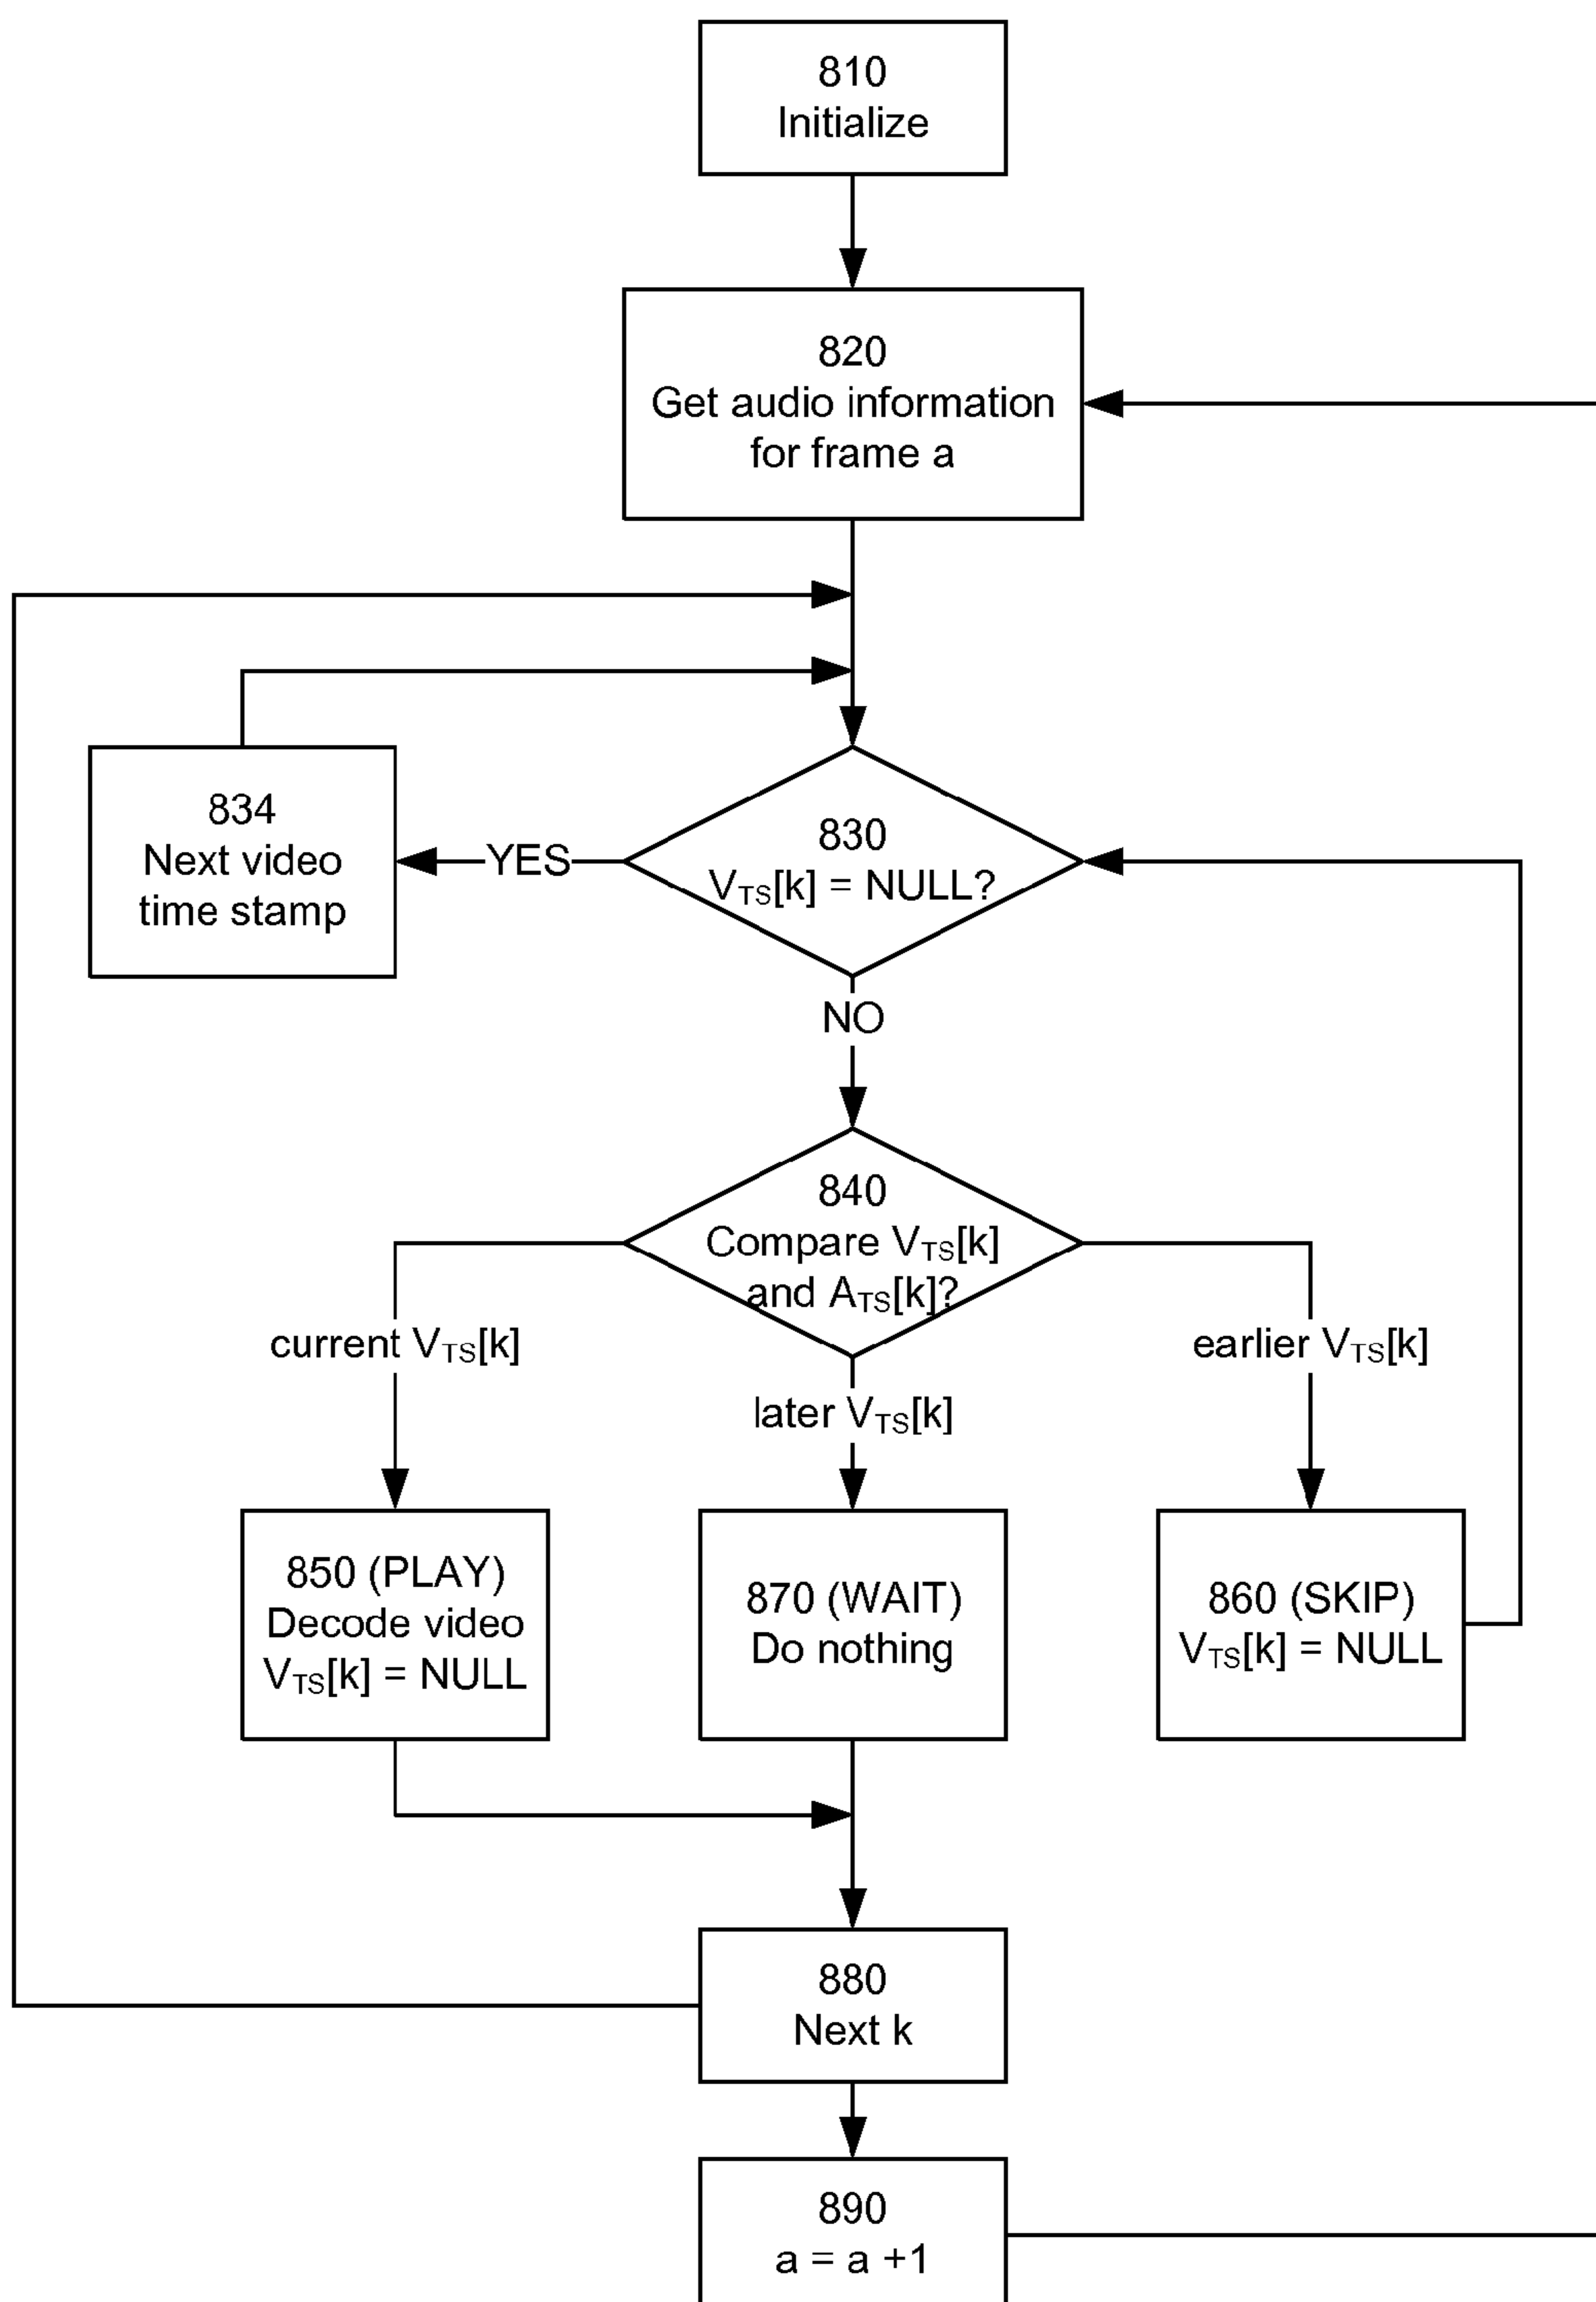 810
Initialize
820
Get audio information
for frame a
834
Next video
time stamp
YES
830
VTS[k] = NULL?
NO
840
Compare VTS[k]
and ATS[k]?
current VTS[k]
later VTS[k]
earlier VTS[k]
850 (PLAY)
Decode video
VTS[k] = NULL
870 (WAIT)
Do nothing
860 (SKIP)
VTS[k] = NULL
880
Next k
890
a = a +1